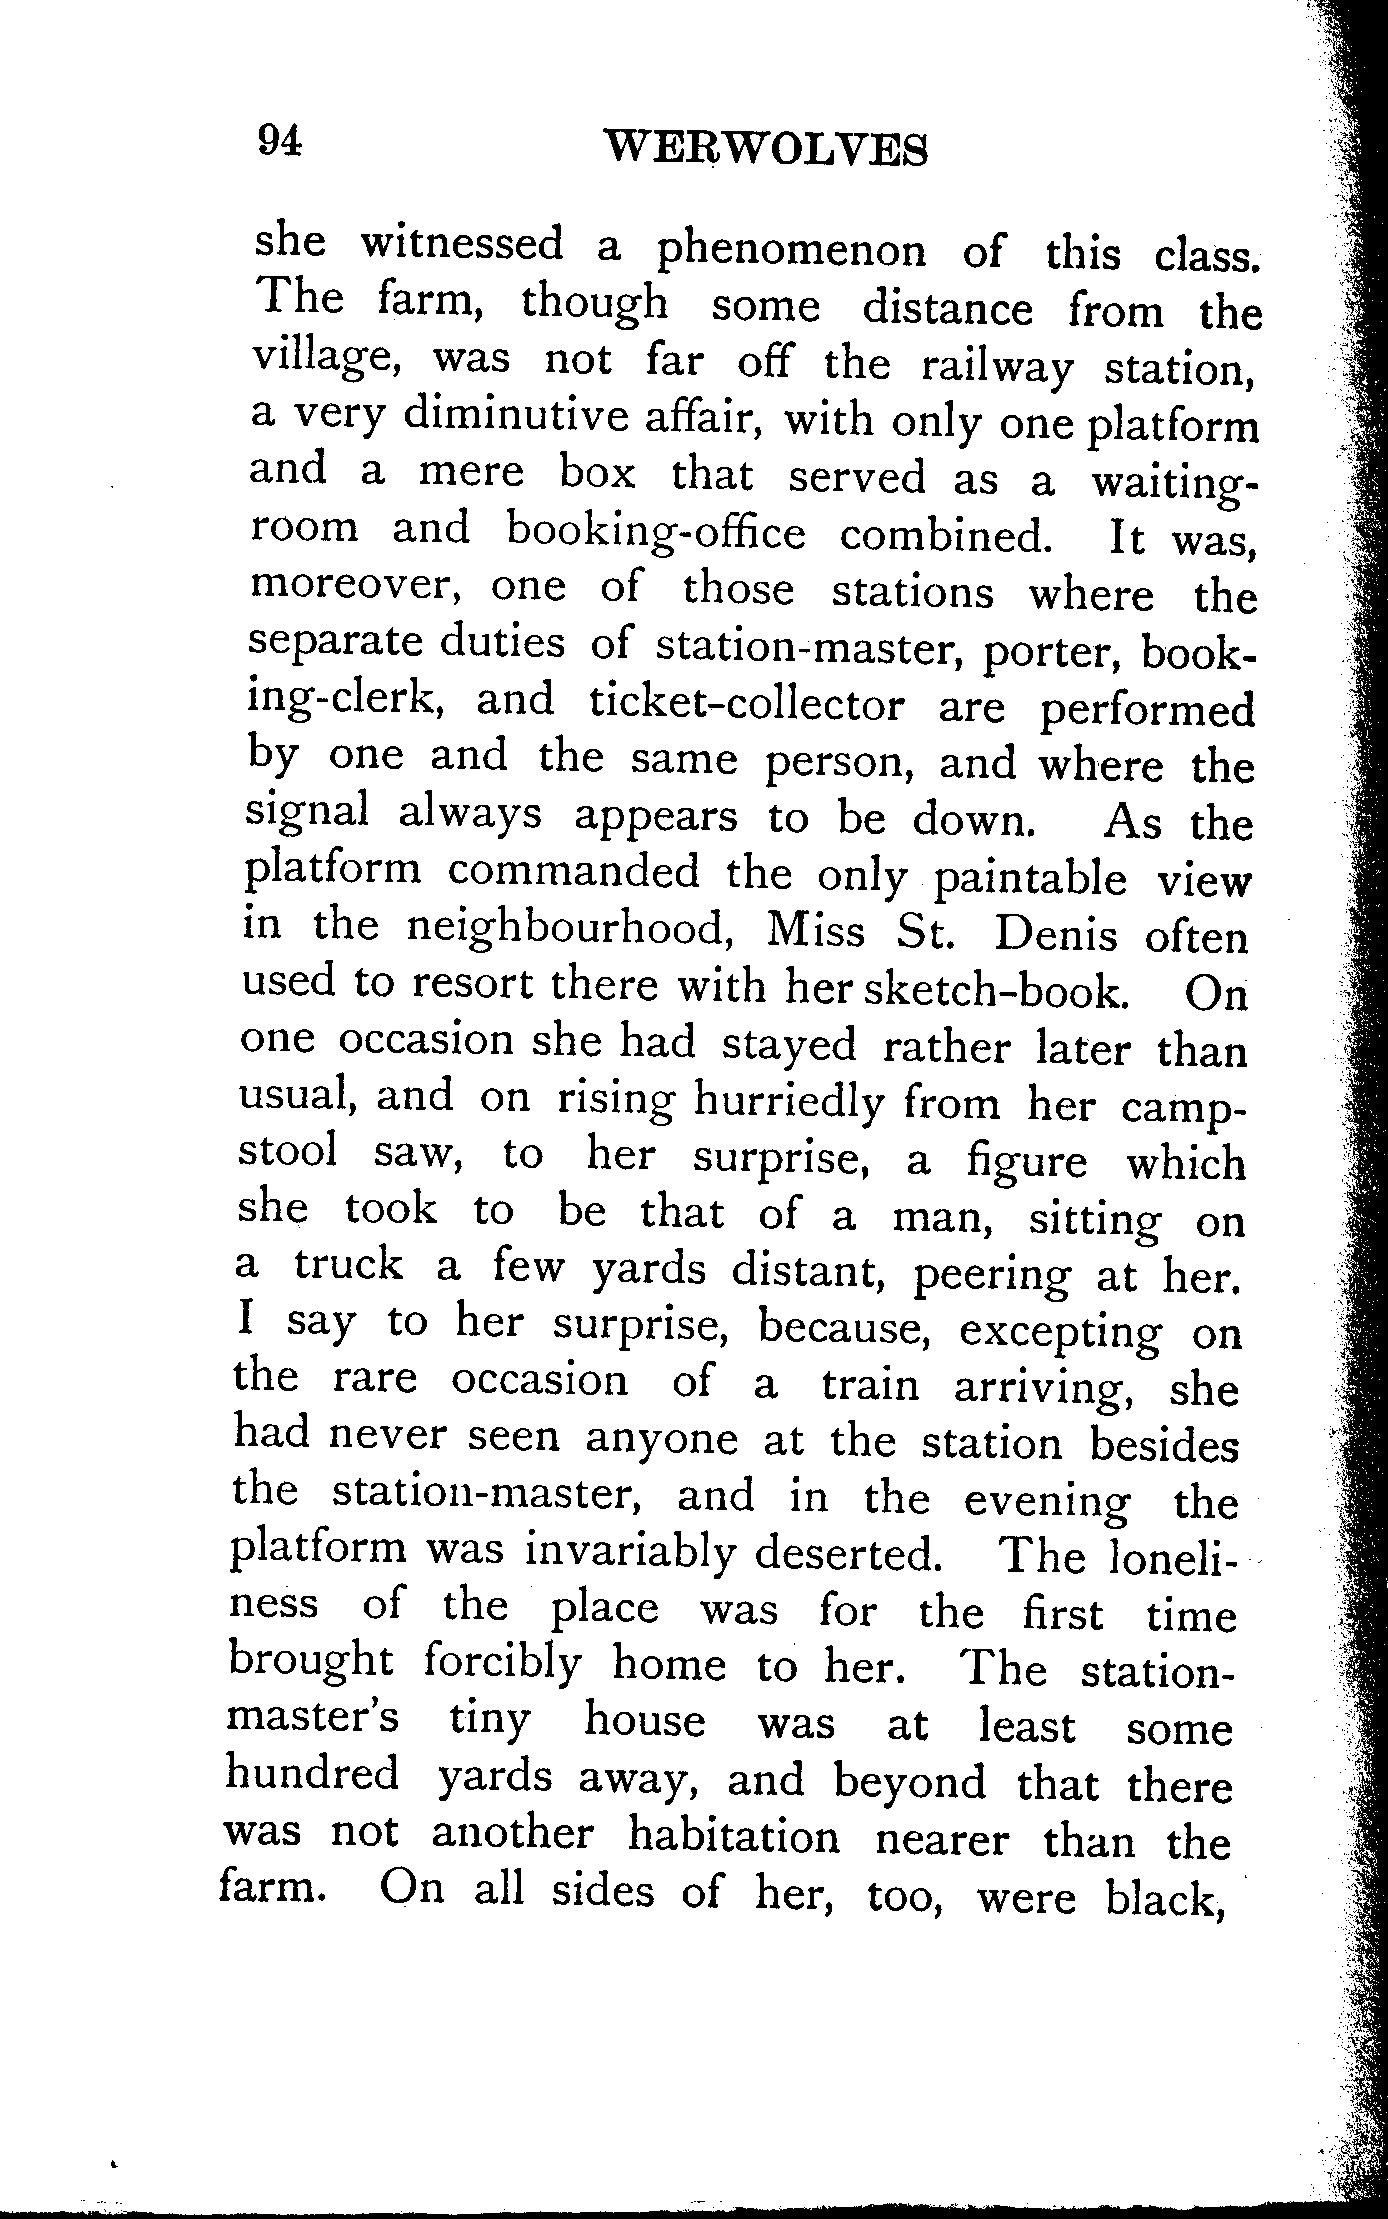 94 WERWOLVES
she witnessed a phenomenon of this class.
The farm, though some distance from the
village, was not far off the railway station,
a very diminutive affair, with only one platform
and a mere box that served as a waiting-
room and booking-office combined. It was,
moreover, one of those stations where the
separate duties of station-master, porter, book-
ing-clerk, and ticket-collector are performed
by one and the same person, and where the
signal always appears to be down. As the
platform commanded the only paintable view
in the neighbourhood, Miss St. Denis often
used to resort there with her sketch-book. On
one occasion she had stayed rather later than
usual, and on rising hurriedly from her camp-
stool saw, to her surprise, a figure which
she took to be that of a man, sitting on
a truck a few yards distant, peering at her.
I say to her surprise, because, excepting on
the rare occasion of a train arriving, she
had never seen anyone at the station besides
the station-master, and in the evening the
platform was invariably deserted. The loneli-
ness of the place was for the first time
brought forcibly home to her. The station-
master's tiny house was at least some
hundred yards away, and beyond that there
was not another habitation nearer than the
farm. On all sides of her, too, were black,